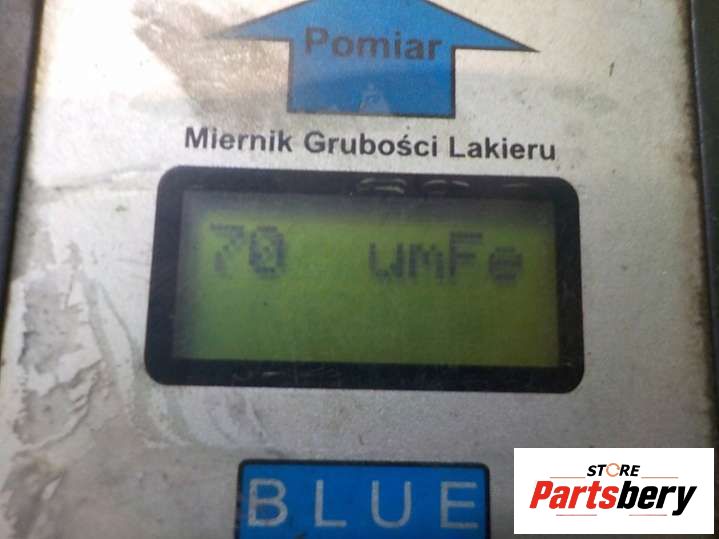 Pomiar
Miernik Grubości Lakieru
70 umFe
BLUE
STORE
Partsbery